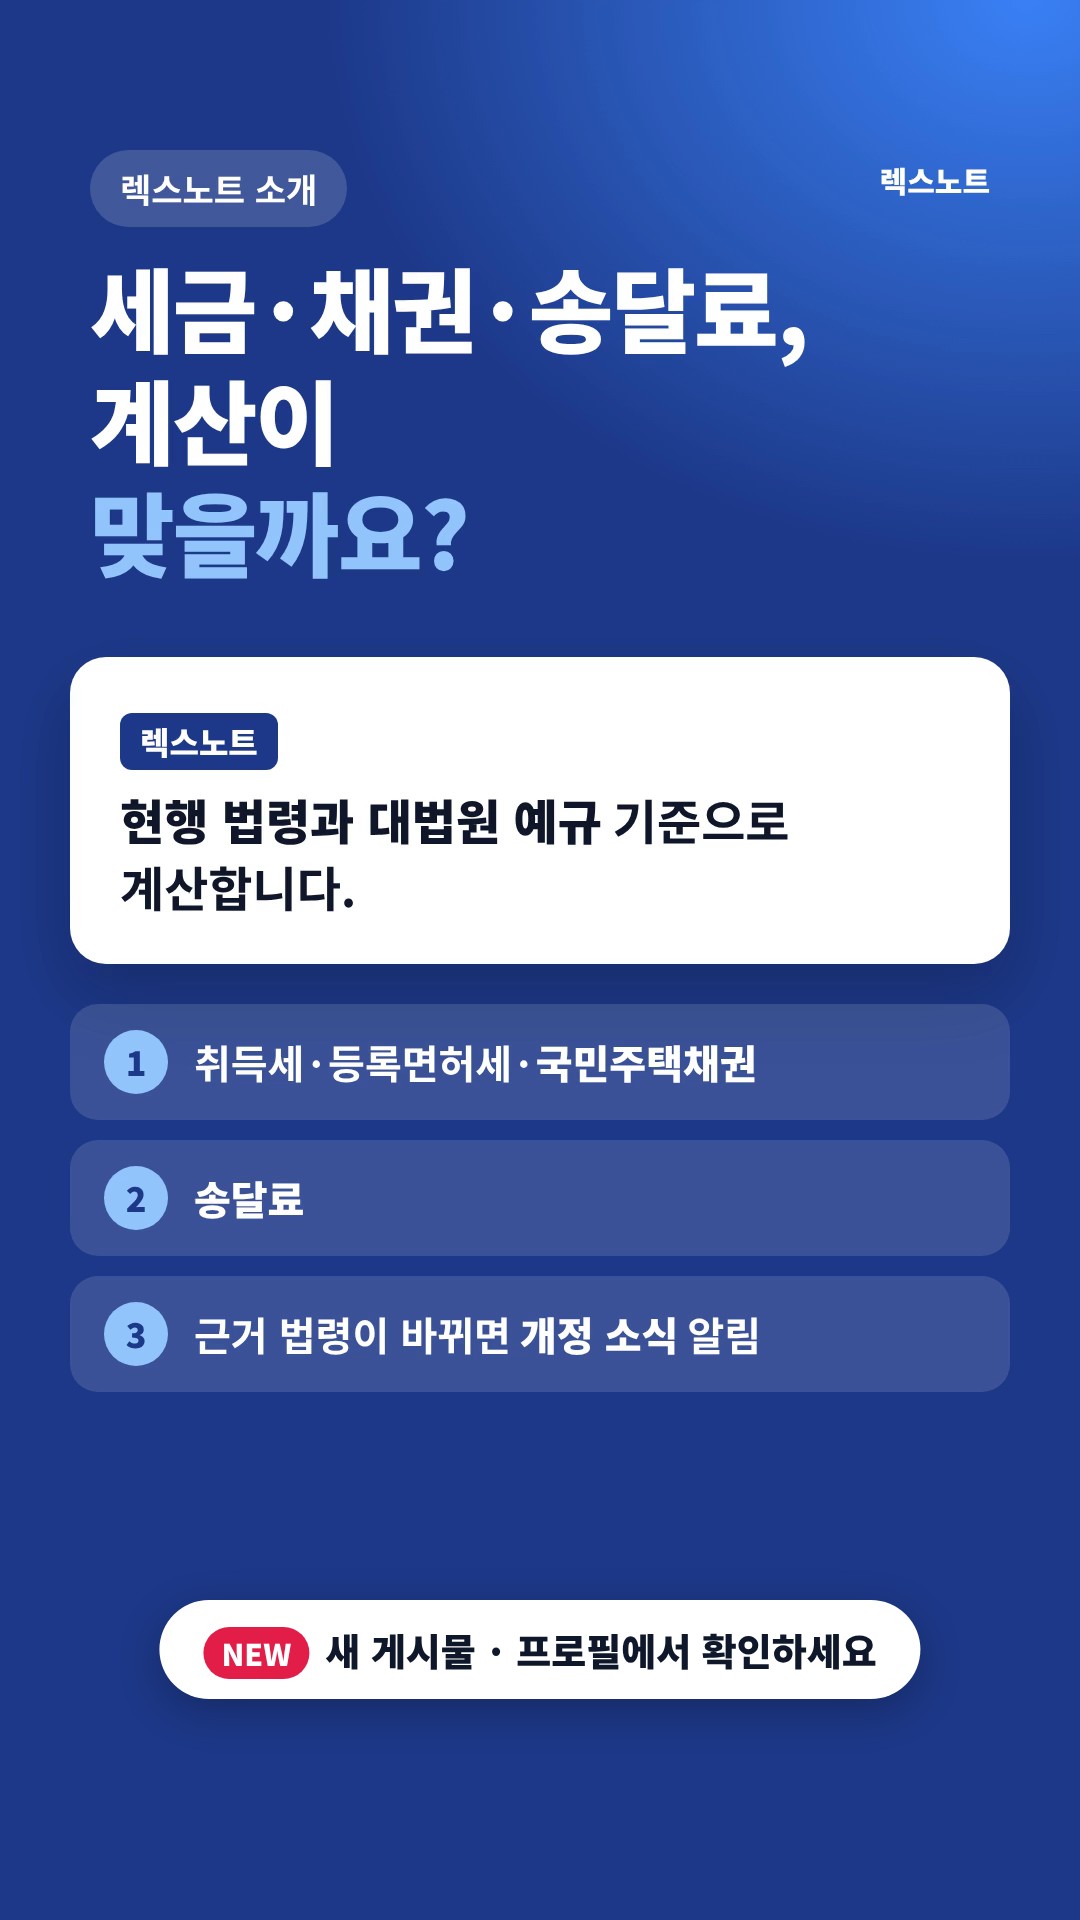 렉스노트 소개
렉스노트
세금·채권·송달료,
계산이
맞을까요?
렉스노트
현행 법령과 대법원 예규 기준으로
계산합니다.
1 취득세·등록면허세·국민주택채권
2 송달료
3 근거 법령이 바뀌면 개정 소식 알림
NEW 새 게시물 · 프로필에서 확인하세요